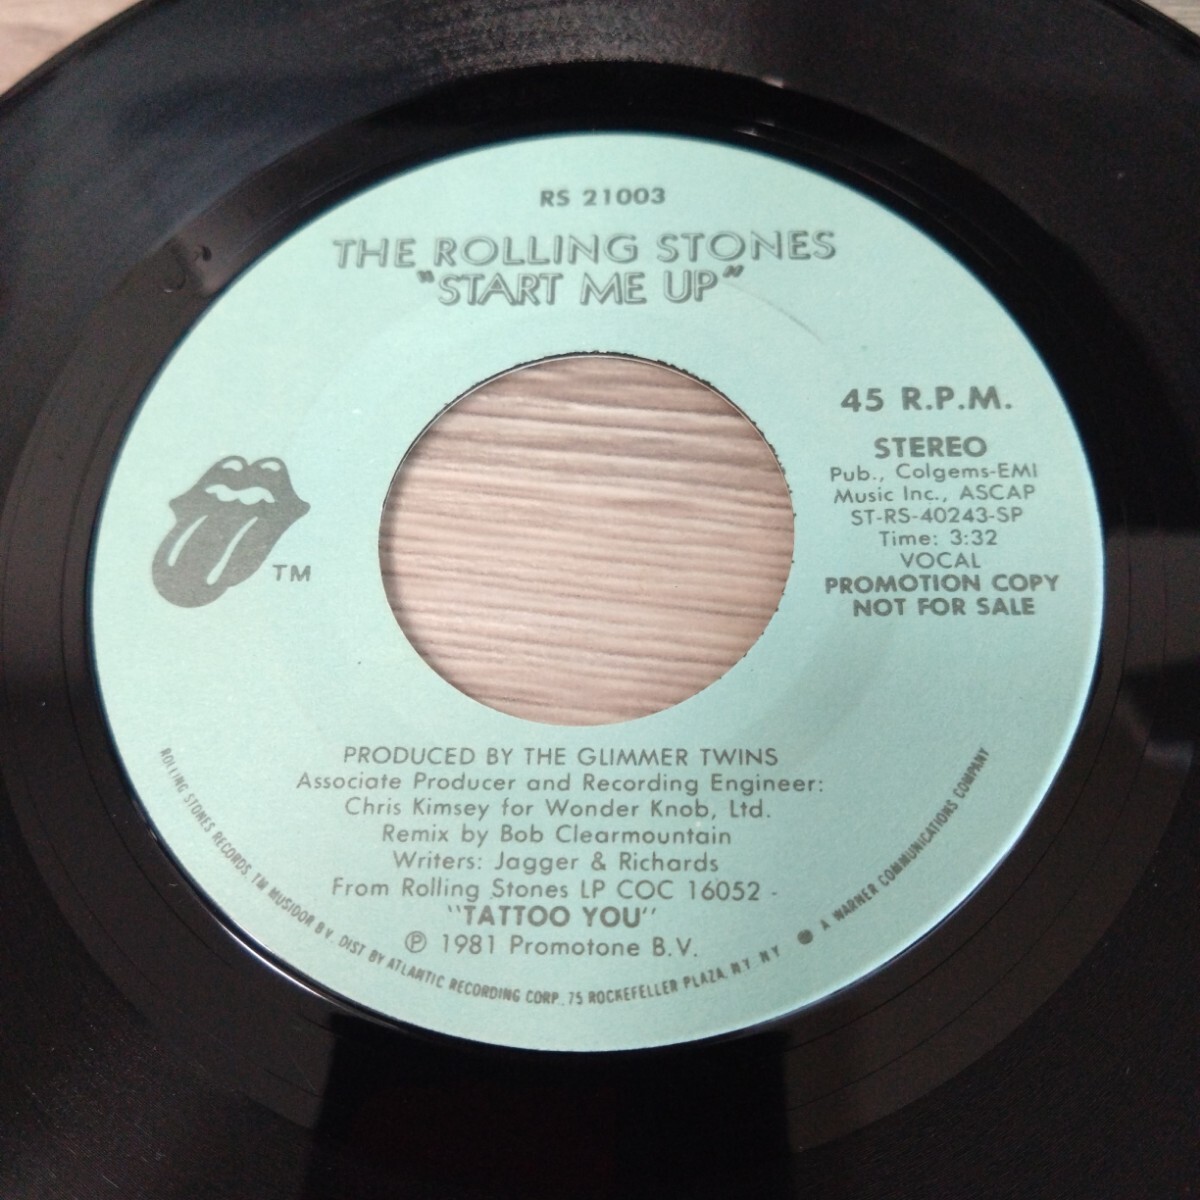 RS 21003
THE ROLLING STONES
"START ME UP"
45 R.P.M.
STEREO
Pub., Colgems-EMI
Music Inc., ASCAP
ST-RS-40243-SP
Time: 3:32
VOCAL
PROMOTION COPY
NOT FOR SALE
TM
PRODUCED BY THE GLIMMER TWINS
Associate Producer and Recording Engineer:
Chris Kimsey for Wonder Knob, Ltd.
Remix by Bob Clearmountain
Writers: Jagger & Richards
From Rolling Stones LP COC 16052 -
"TATTOO YOU"
℗ 1981 Promotone B.V.
ROLLING STONES RECORDS, TM MUSIDOR B.V. DIST BY ATLANTIC RECORDING CORP., 75 ROCKEFELLER PLAZA, N.Y. N.Y. A WARNER COMMUNICATIONS COMPANY